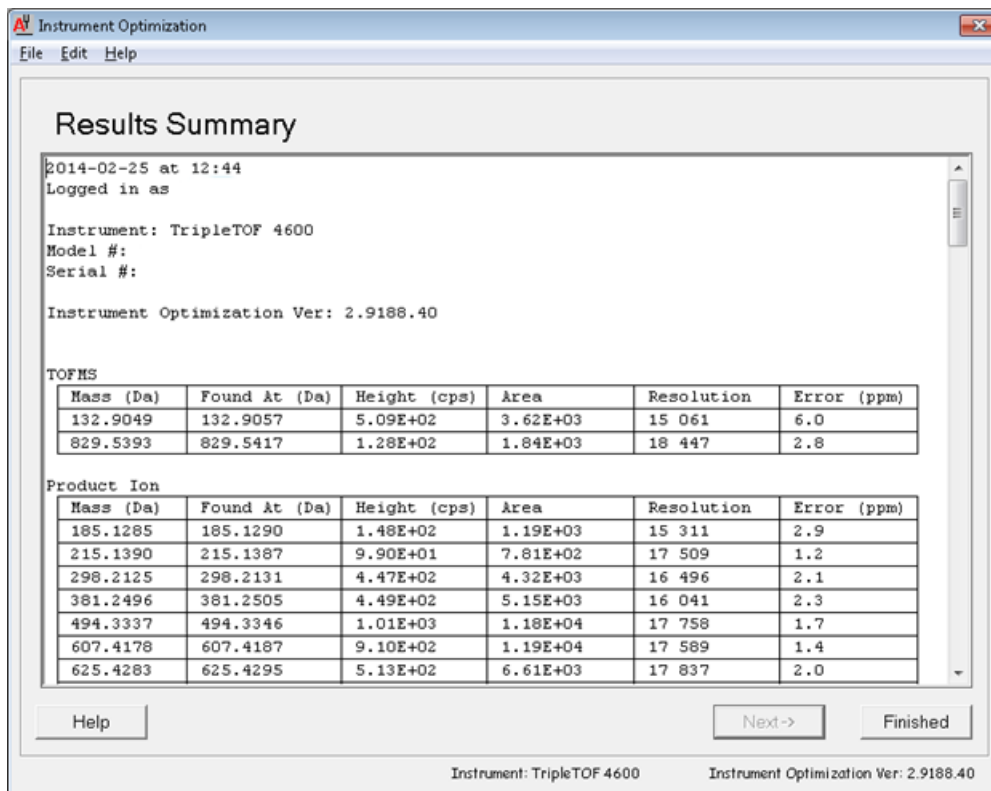 Instrument Optimization
File Edit Help
Results Summary
2014-02-25 at 12:44
Logged in as
Instrument: TripleTOF 4600
Model #:
Serial #:
Instrument Optimization Ver: 2.9188.40
TOFMS
Mass (Da) Found At (Da) Height (cps) Area Resolution Error (ppm)
132.9049 132.9057 5.09E+02 3.62E+03 15 061 6.0
829.5393 829.5417 1.28E+02 1.84E+03 18 447 2.8
Product Ion
Mass (Da) Found At (Da) Height (cps) Area Resolution Error (ppm)
185.1285 185.1290 1.48E+02 1.19E+03 15 311 2.9
215.1390 215.1387 9.90E+01 7.81E+02 17 509 1.2
298.2125 298.2131 4.47E+02 4.32E+03 16 496 2.1
381.2496 381.2505 4.49E+02 5.15E+03 16 041 2.3
494.3337 494.3346 1.01E+03 1.18E+04 17 758 1.7
607.4178 607.4187 9.10E+02 1.19E+04 17 589 1.4
625.4283 625.4295 5.13E+02 6.61E+03 17 837 2.0
Help Next-> Finished
Instrument: TripleTOF 4600 Instrument Optimization Ver: 2.9188.40